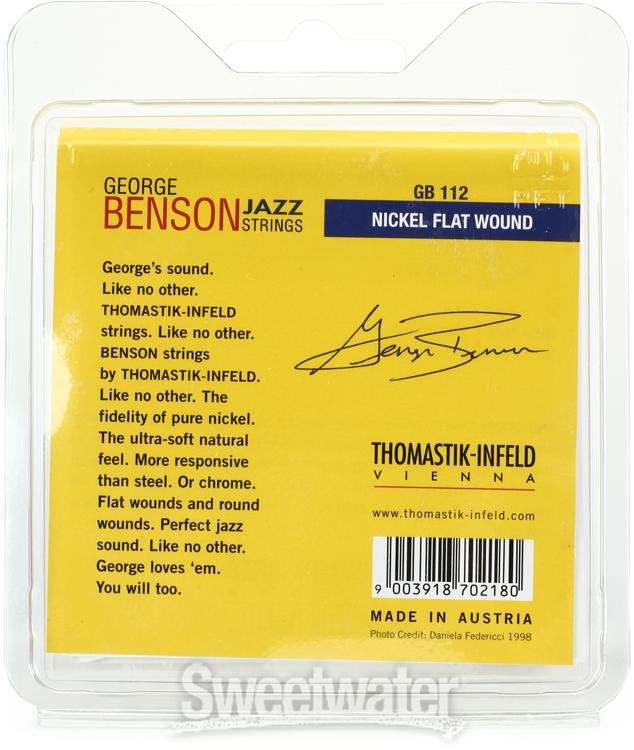 GEORGE
BENSON JAZZ
STRINGS
GB 112
NICKEL FLAT WOUND
George's sound.
Like no other.
THOMASTIK-INFELD
strings. Like no other.
BENSON strings
by THOMASTIK-INFELD.
Like no other. The
fidelity of pure nickel.
The ultra-soft natural
feel. More responsive
than steel. Or chrome.
Flat wounds and round
wounds. Perfect jazz
sound. Like no other.
George loves 'em.
You will too.
George Benson
THOMASTIK-INFELD
VIENNA
www.thomastik-infeld.com
9 003918 702180
MADE IN AUSTRIA
Photo Credit: Daniela Federicci 1998
Sweetwater